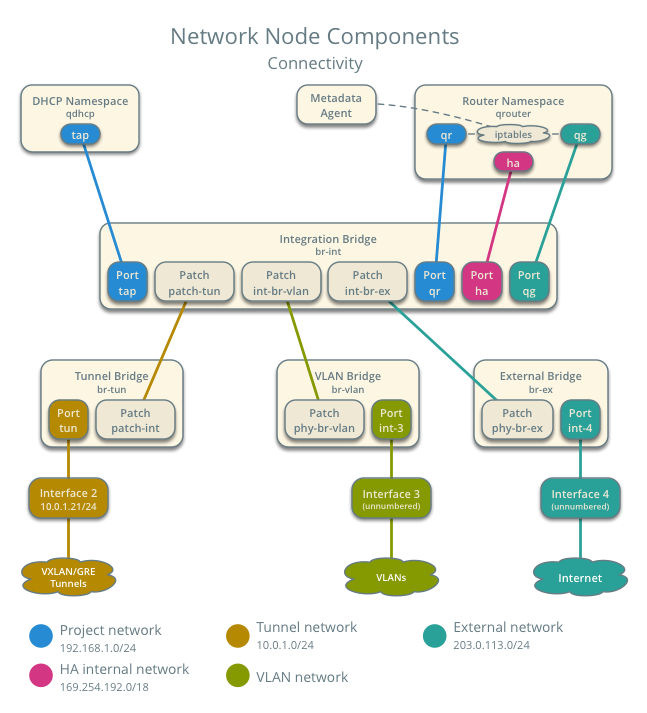 Network Node Components
Connectivity
DHCP Namespace
qdhcp
tap
Metadata
Agent
Router Namespace
qrouter
qr
iptables
qg
ha
Integration Bridge
br-int
Port
tap
Patch
patch-tun
Patch
int-br-vlan
Patch
int-br-ex
Port
qr
Port
ha
Port
qg
Tunnel Bridge
br-tun
Port
tun
Patch
patch-int
VLAN Bridge
br-vlan
Patch
phy-br-vlan
Port
int-3
External Bridge
br-ex
Patch
phy-br-ex
Port
int-4
Interface 2
10.0.1.21/24
Interface 3
(unnumbered)
Interface 4
(unnumbered)
VXLAN/GRE
Tunnels
VLANs
Internet
Project network
192.168.1.0/24
Tunnel network
10.0.1.0/24
External network
203.0.113.0/24
HA internal network
169.254.192.0/18
VLAN network